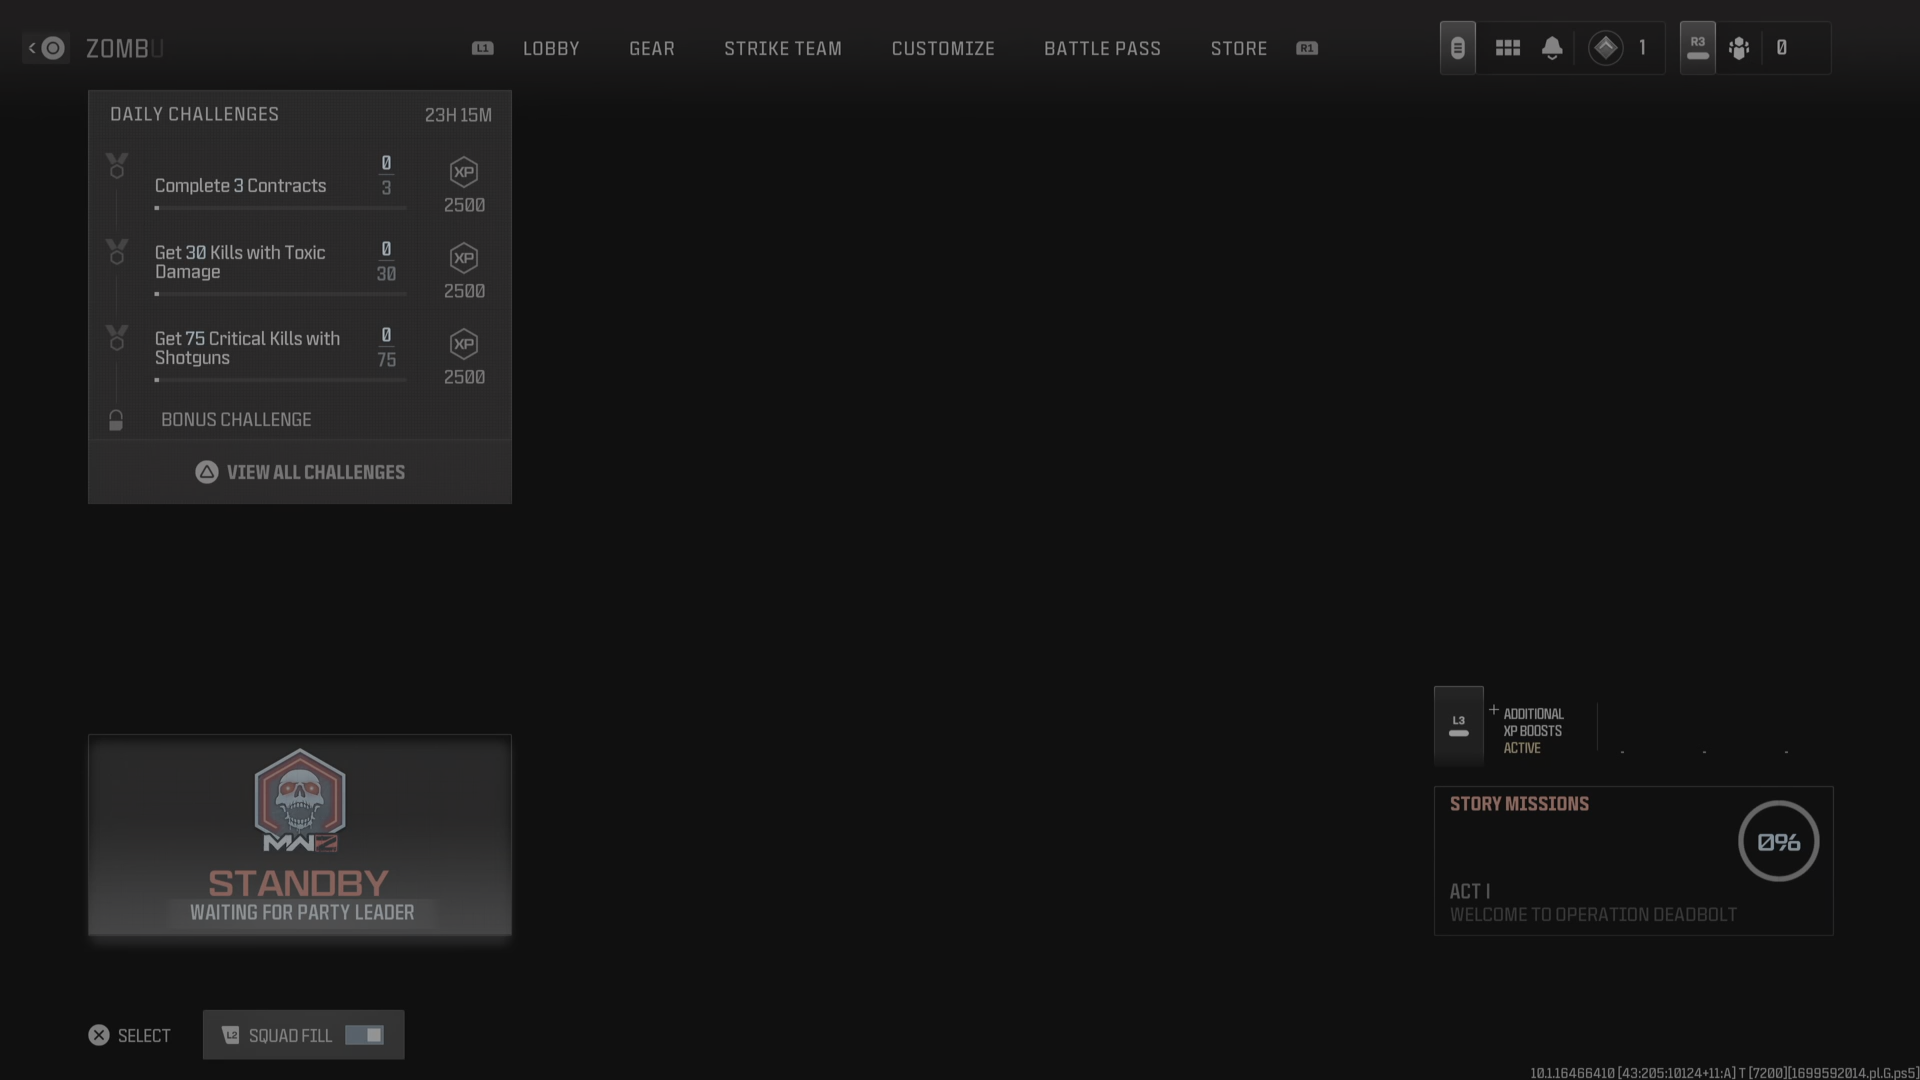 ZOMBU
L1
LOBBY
GEAR
STRIKE TEAM
CUSTOMIZE
BATTLE PASS
STORE
R1
1
R3
0
DAILY CHALLENGES
23H 15M
Complete 3 Contracts
0
3
XP
2500
Get 30 Kills with Toxic
Damage
0
30
XP
2500
Get 75 Critical Kills with
Shotguns
0
75
XP
2500
BONUS CHALLENGE
VIEW ALL CHALLENGES
MWZ
STANDBY
WAITING FOR PARTY LEADER
L3
+ ADDITIONAL
XP BOOSTS
ACTIVE
- - -
STORY MISSIONS
0%
ACT I
WELCOME TO OPERATION DEADBOLT
SELECT
L2
SQUAD FILL
10.1.16466410 [43:205:10124+11:A] T [7200][1699592014.pl.G.ps5]